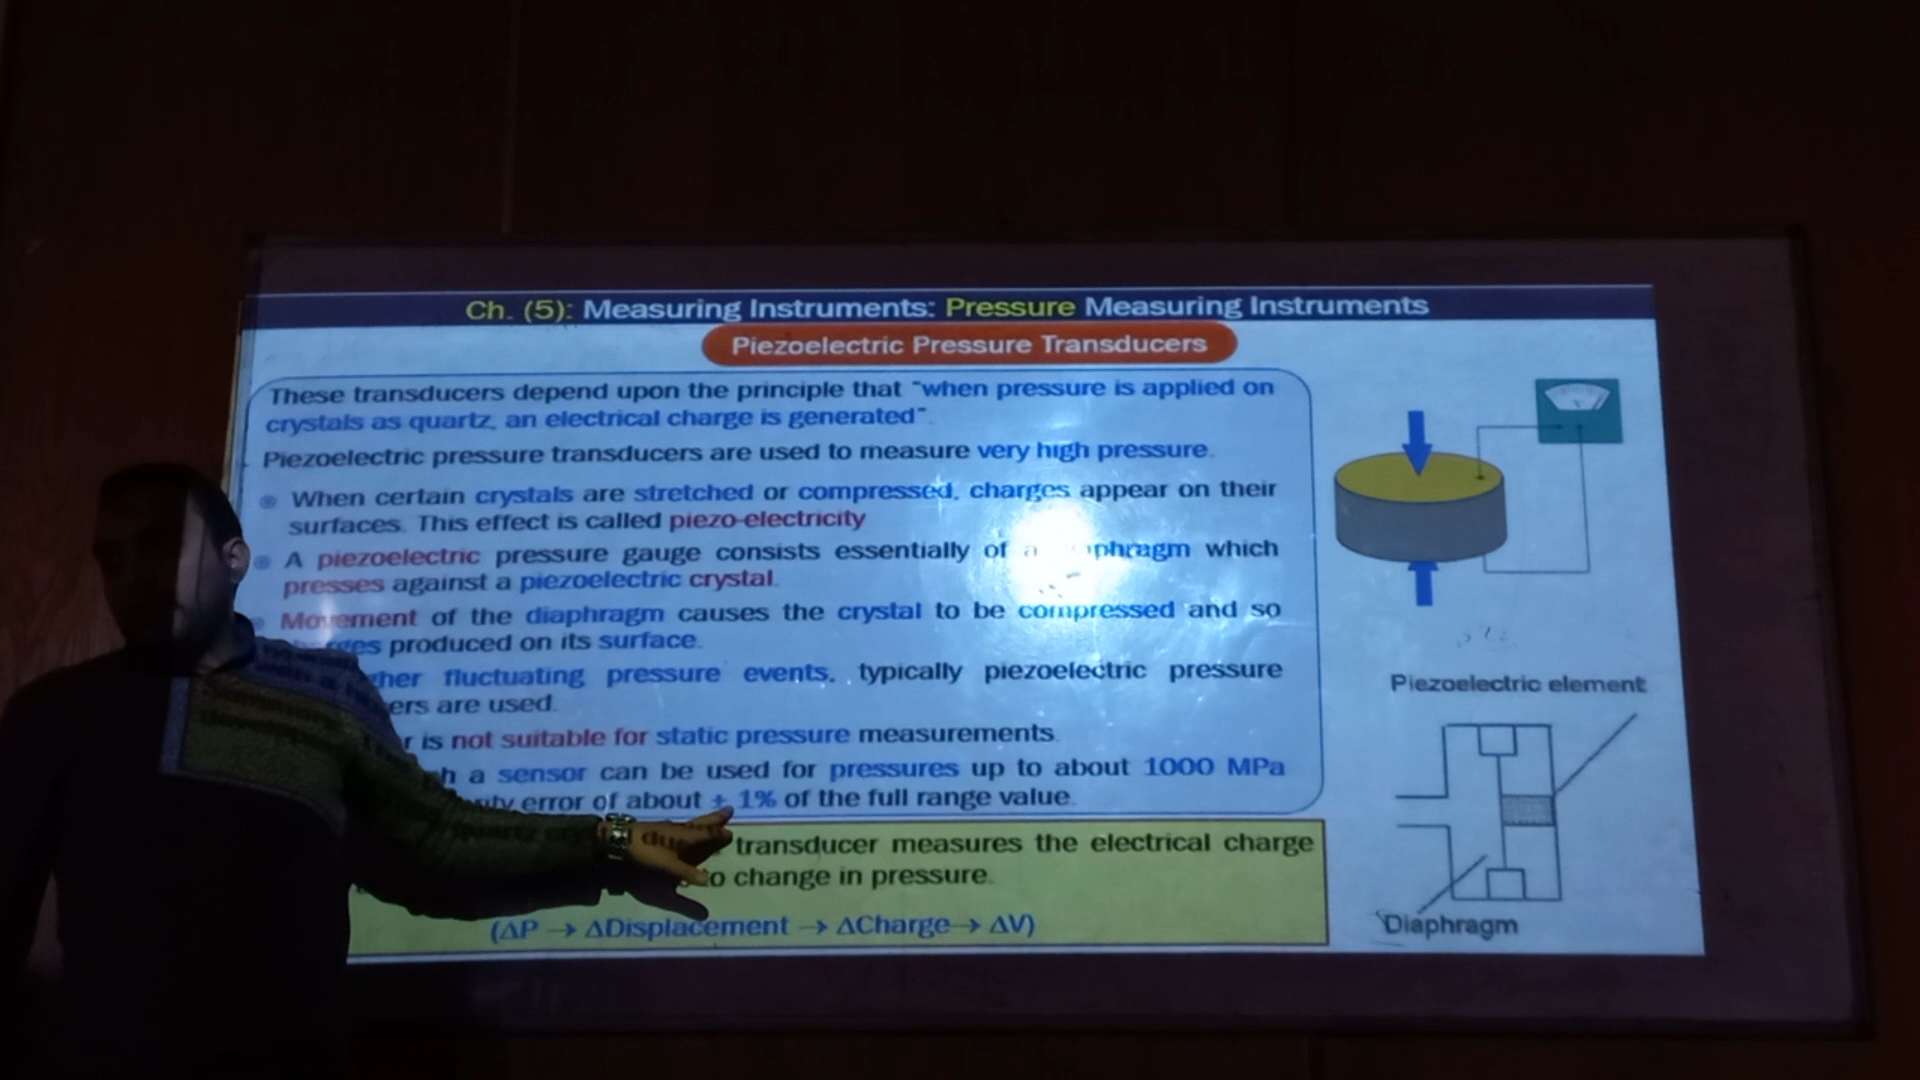 Ch. (5): Measuring Instruments: Pressure Measuring Instruments
Piezoelectric Pressure Transducers
These transducers depend upon the principle that "when pressure is applied on
crystals as quartz, an electrical charge is generated".
Piezoelectric pressure transducers are used to measure very high pressure.
When certain crystals are stretched or compressed, charges appear on their
surfaces. This effect is called piezo-electricity
A piezoelectric pressure gauge consists essentially of a which
presses against a piezoelectric crystal.
Movement of the diaphragm causes the crystal to be compressed and so
produced on its surface.
fluctuating pressure events, typically piezoelectric pressure
are used.
is not suitable for static pressure measurements.
a sensor can be used for pressures up to about 1000 MPa
error of about ± 1% of the full range value.
transducer measures the electrical charge
to change in pressure.
(ΔP → ΔDisplacement → ΔCharge → ΔV)
Piezoelectric element
Diaphragm